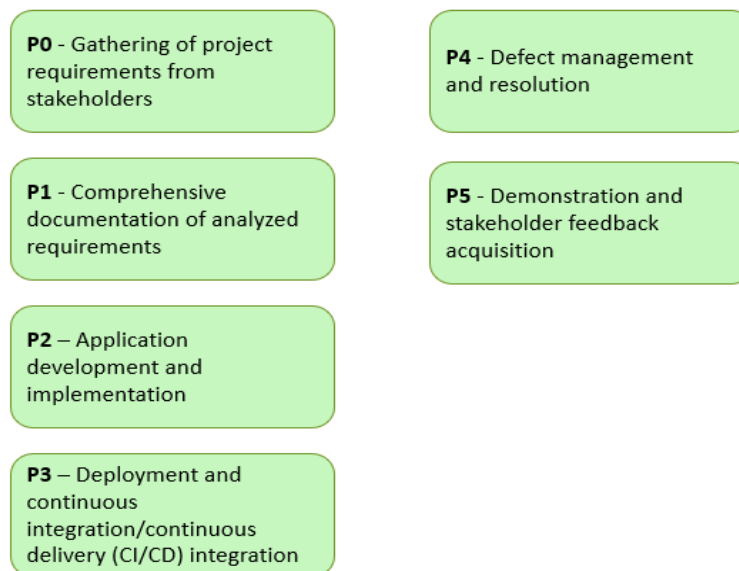 P0 - Gathering of project
requirements from
stakeholders
P1 - Comprehensive
documentation of analyzed
requirements
P2 – Application
development and
implementation
P3 – Deployment and
continuous
integration/continuous
delivery (CI/CD) integration
P4 - Defect management
and resolution
P5 - Demonstration and
stakeholder feedback
acquisition